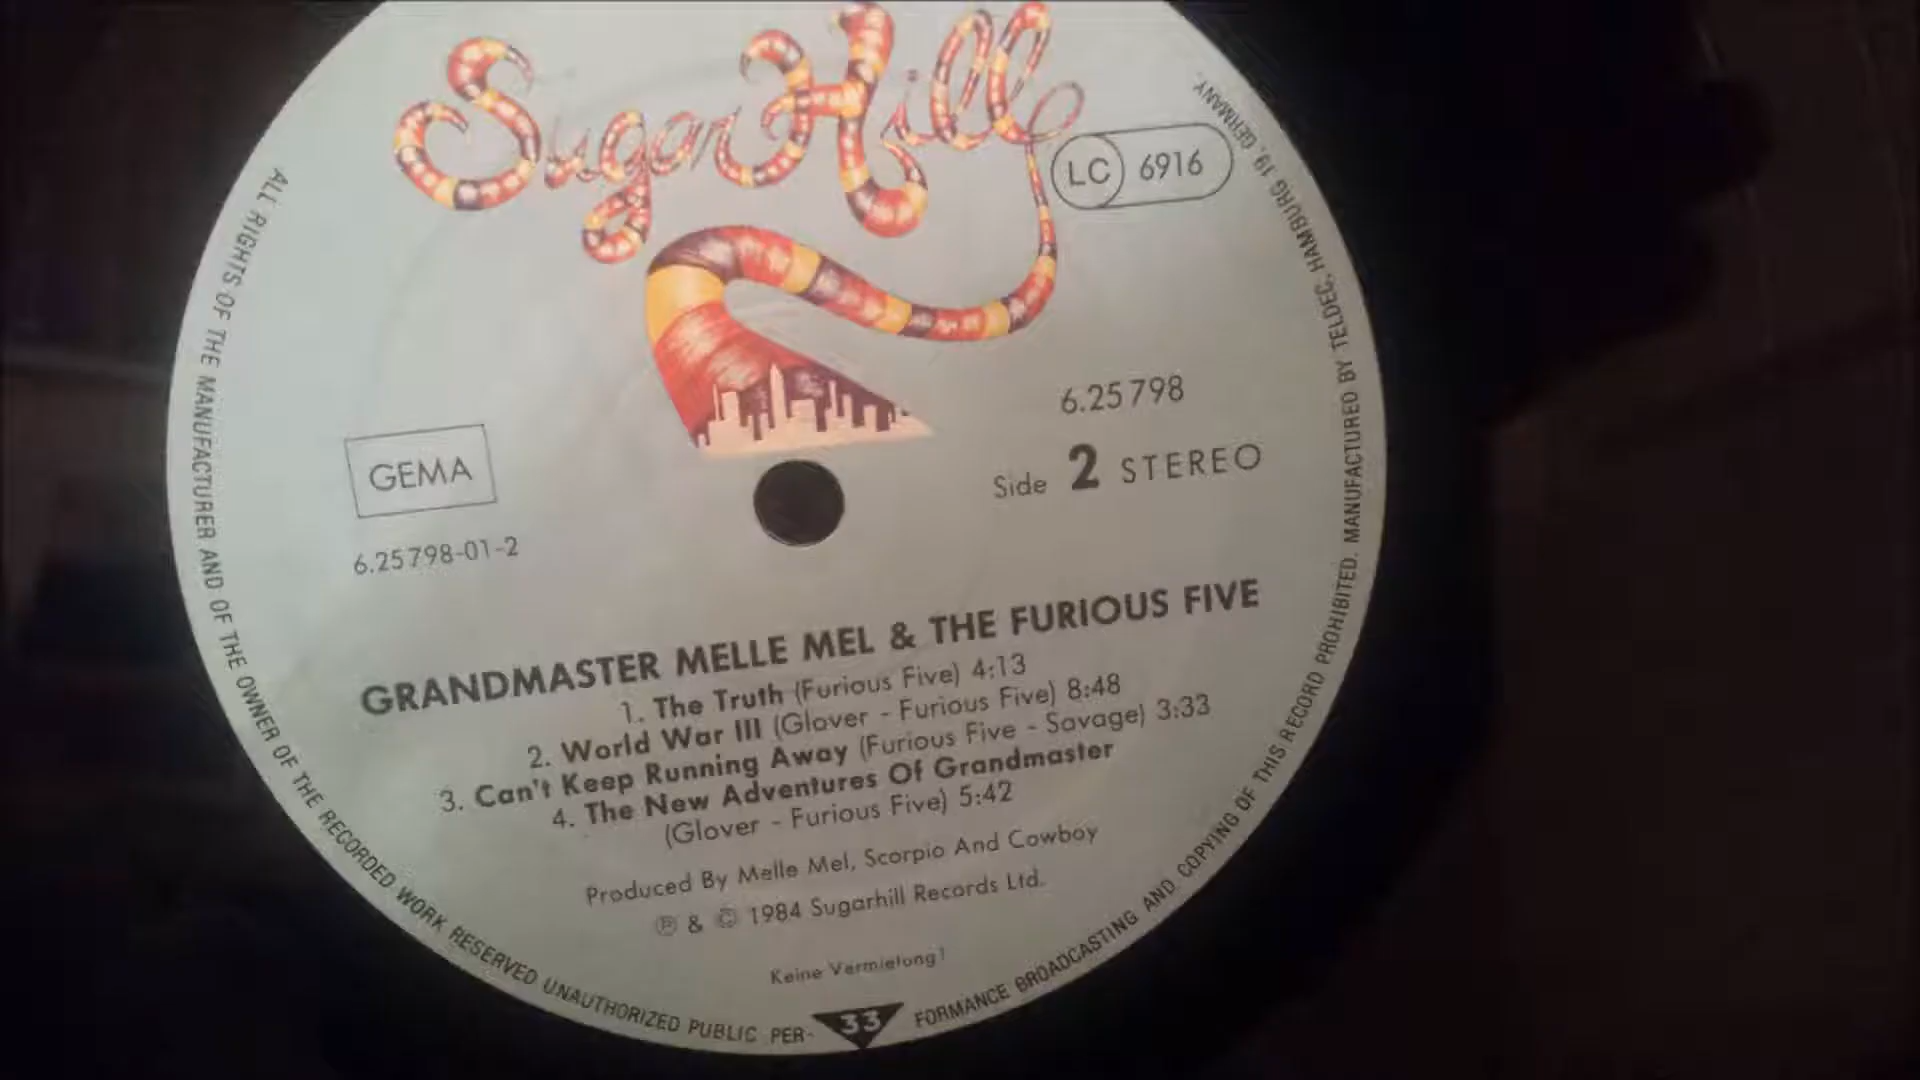 Sugar Hill
LC 6916
6.25798
GEMA
Side 2 STEREO
6.25798-01-2
GRANDMASTER MELLE MEL & THE FURIOUS FIVE
1. The Truth (Furious Five) 4:13
2. World War III (Glover - Furious Five) 8:48
3. Can't Keep Running Away (Furious Five - Savage) 3:33
4. The New Adventures Of Grandmaster
(Glover - Furious Five) 5:42
Produced By Melle Mel, Scorpio And Cowboy
℗ & © 1984 Sugarhill Records Ltd.
Keine Vermietung!
33
ALL RIGHTS OF THE MANUFACTURER AND OF THE OWNER OF THE RECORDED WORK RESERVED UNAUTHORIZED PUBLIC PER-
FORMANCE BROADCASTING AND COPYING OF THIS RECORD PROHIBITED. MANUFACTURED BY TELDEC, HAMBURG 19, GERMANY.